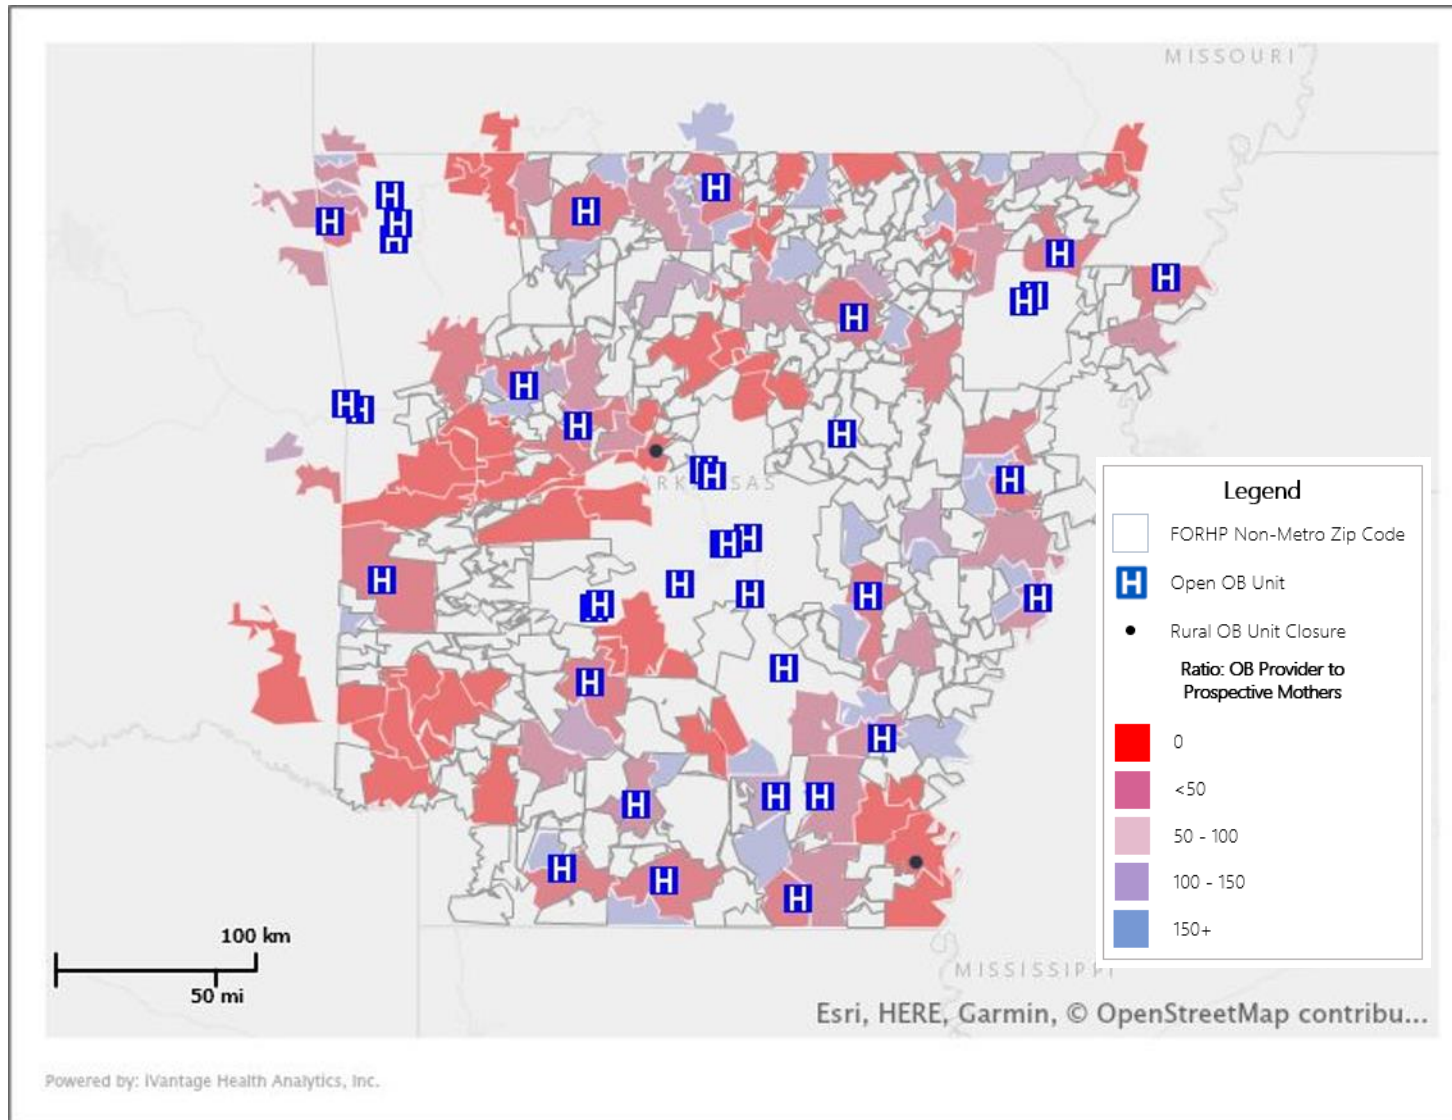 MISSOURI
ARKANSAS
Legend
FORHP Non-Metro Zip Code
H Open OB Unit
Rural OB Unit Closure
Ratio: OB Provider to
Prospective Mothers
0
<50
50 - 100
100 - 150
150+
100 km
50 mi
MISSISSIPPI
Esri, HERE, Garmin, © OpenStreetMap contribu...
Powered by: iVantage Health Analytics, Inc.